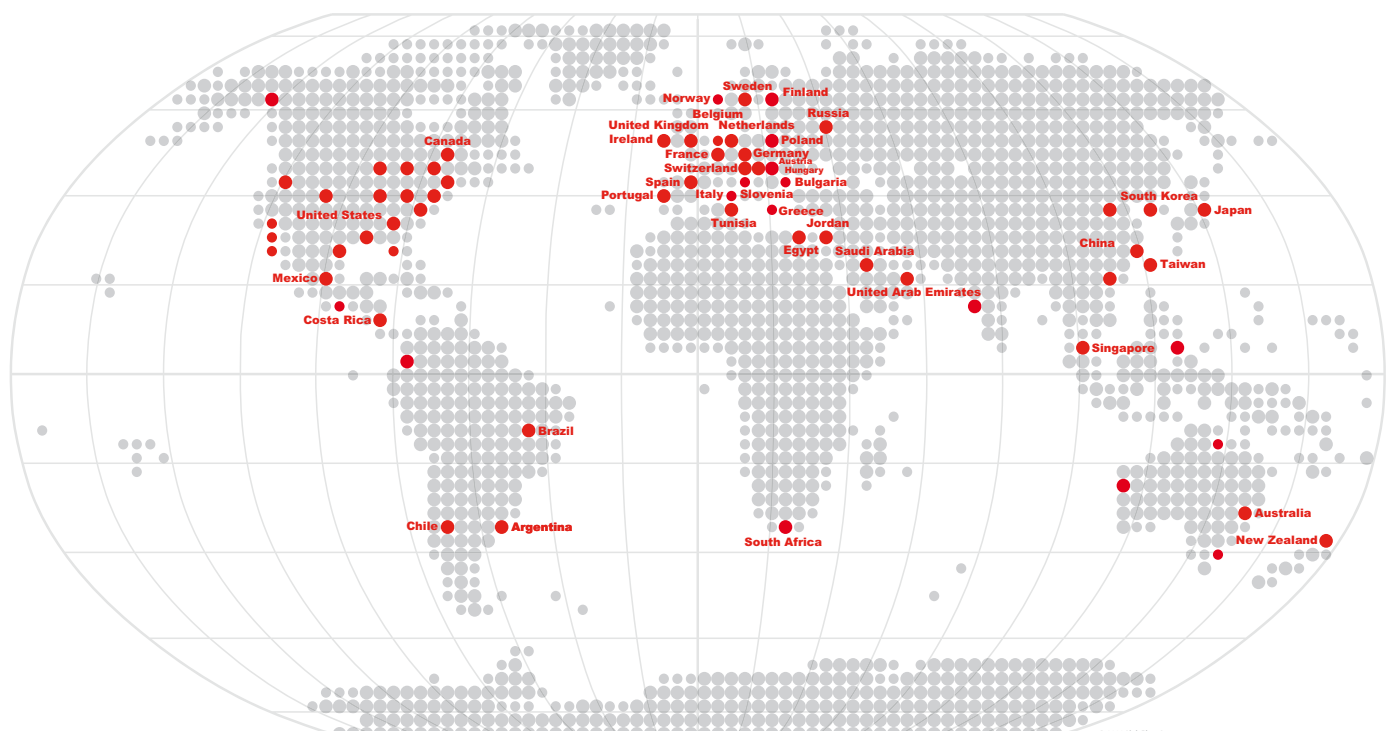 Sweden
Finland
Norway
Belgium
Russia
United Kingdom
Netherlands
Ireland
Poland
Canada
France
Germany
Austria
Hungary
Switzerland
Spain
Bulgaria
Portugal
Italy
Slovenia
South Korea
United States
Greece
Japan
Tunisia
Jordan
Egypt
Saudi Arabia
China
Taiwan
Mexico
United Arab Emirates
Costa Rica
Singapore
Brazil
Chile
Argentina
Australia
South Africa
New Zealand